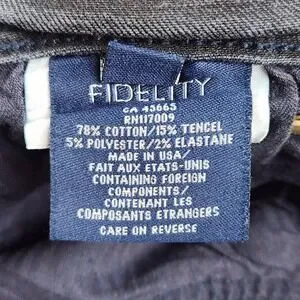 FIDELITY
CA 43663
RN117009
78% COTTON/15% TENCEL
5% POLYESTER/2% ELASTANE
MADE IN USA/
FAIT AUX ETATS-UNIS
CONTAINING FOREIGN
COMPONENTS/
CONTENANT LES
COMPOSANTS ETRANGERS
CARE ON REVERSE